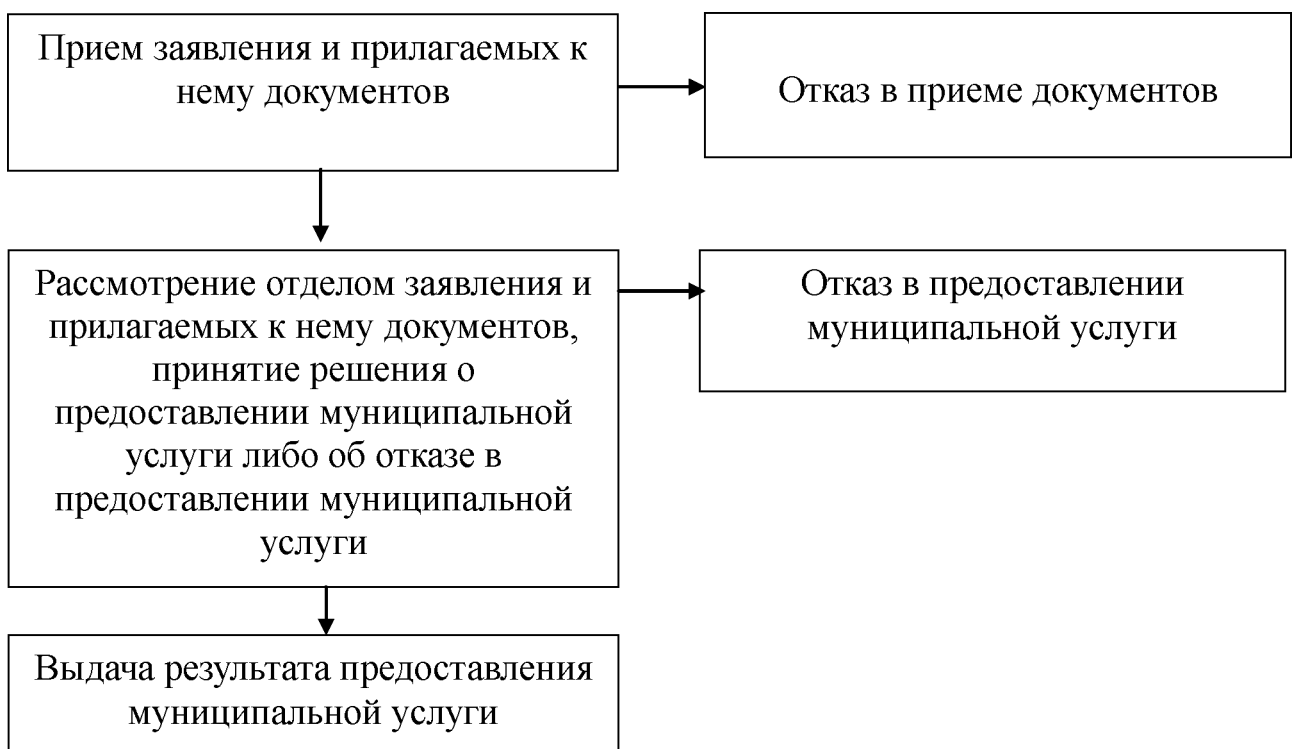 Прием заявления и прилагаемых к
нему документов
Отказ в приеме документов
Рассмотрение отделом заявления и
прилагаемых к нему документов,
принятие решения о
предоставлении муниципальной
услуги либо об отказе в
предоставлении муниципальной
услуги
Отказ в предоставлении
муниципальной услуги
Выдача результата предоставления
муниципальной услуги